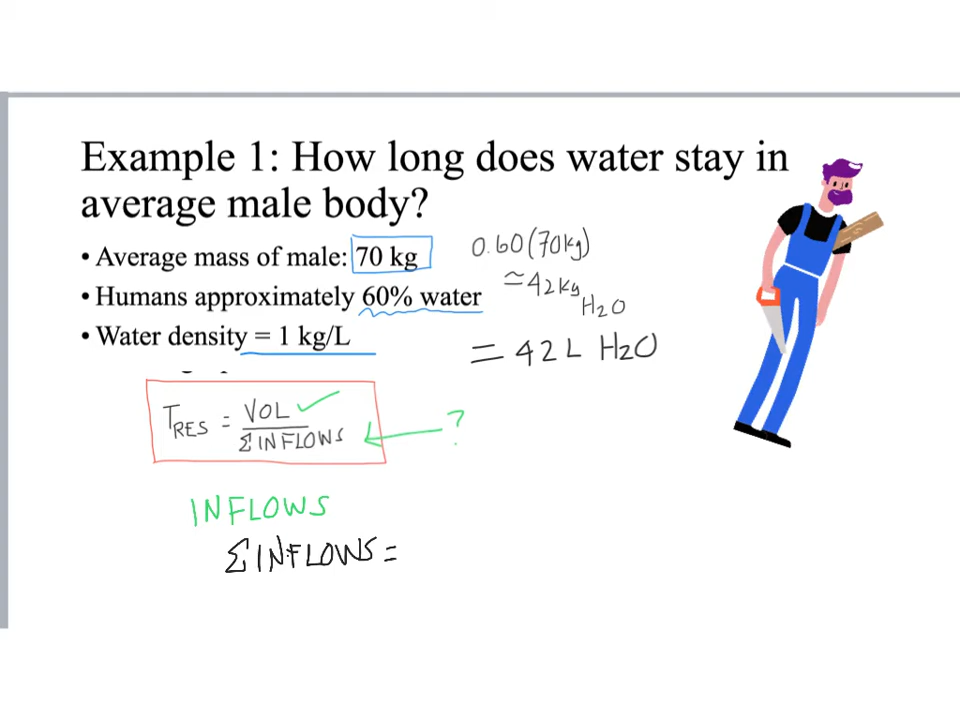 Example 1: How long does water stay in
average male body?
• Average mass of male: 70 kg
• Humans approximately 60% water
• Water density = 1 kg/L
0.60(70kg)
≃42kg H2O
= 42L H2O
TRES = VOL / ΣINFLOWS
?
INFLOWS
ΣINFLOWS =